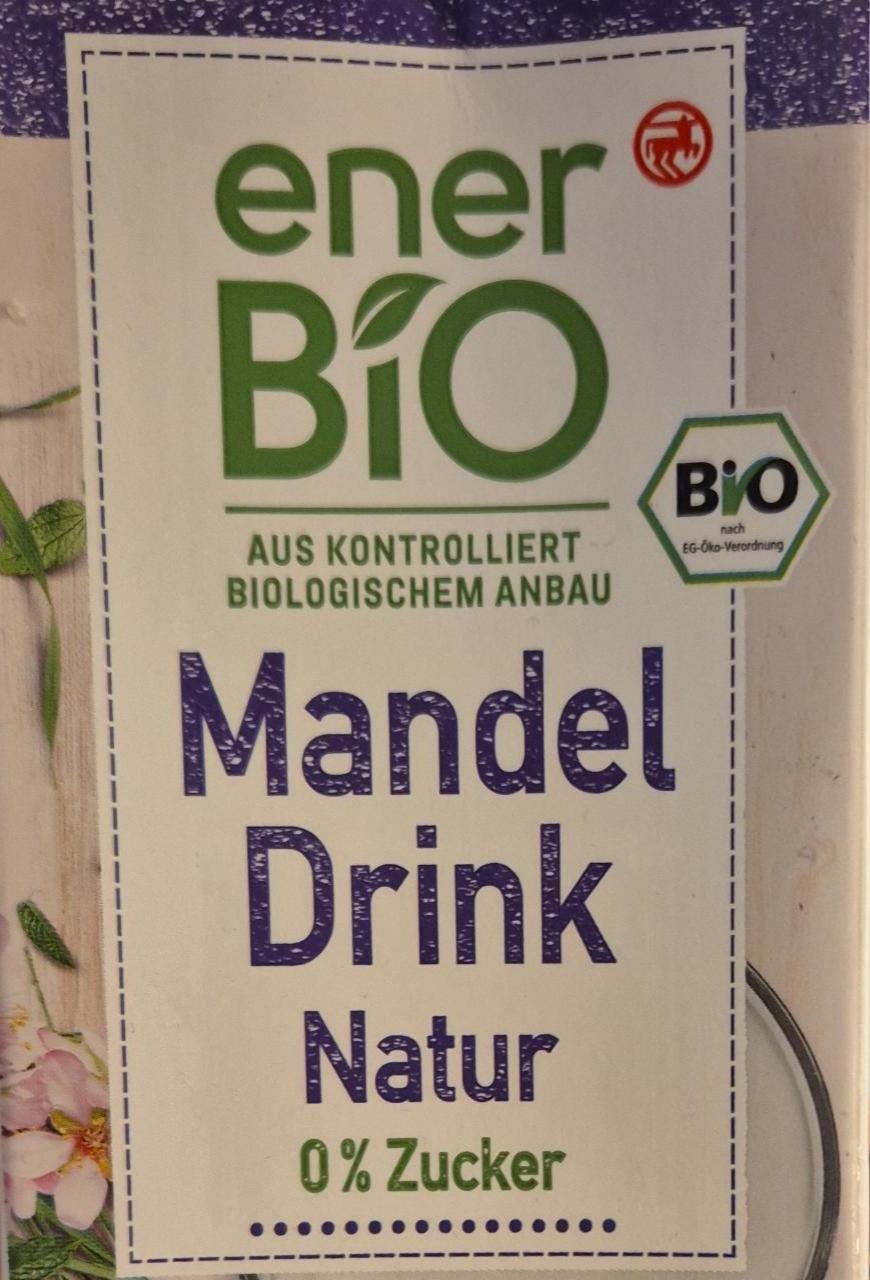 ener
BiO
AUS KONTROLLIERT
BIOLOGISCHEM ANBAU
BiO
nach
EG-Öko-Verordnung
Mandel
Drink
Natur
0% Zucker